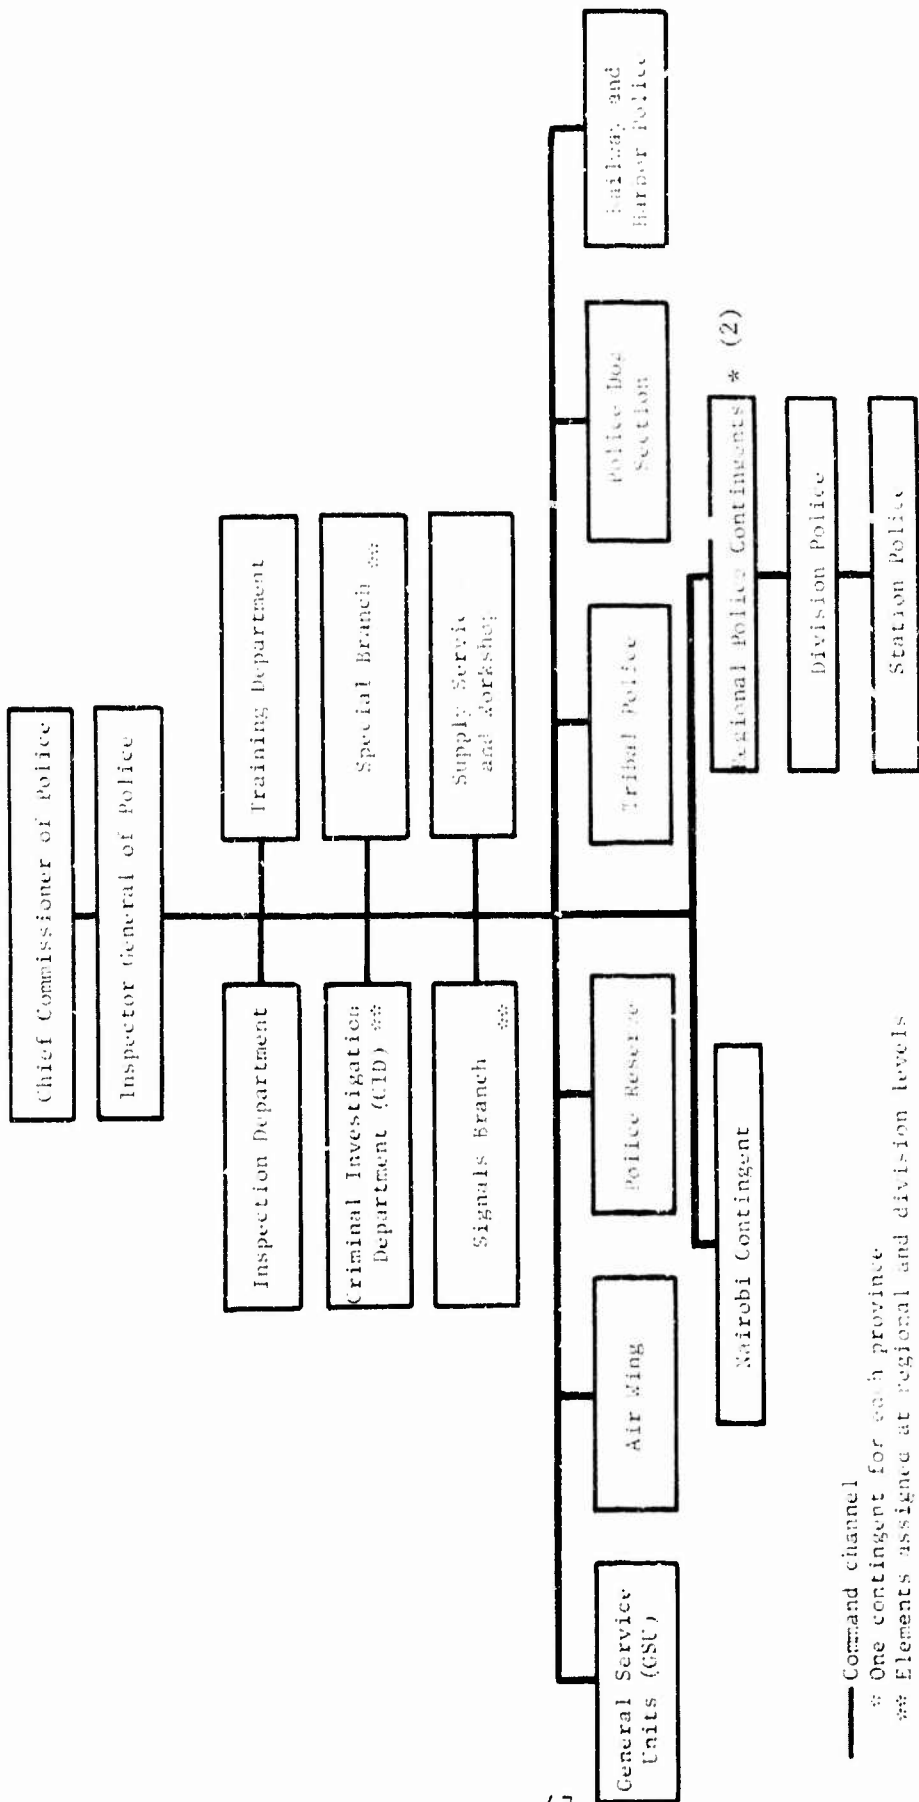 Chief Commissioner of Police
Inspector General of Police
Inspection Department
Training Department
Criminal Investigation
Department (CID) **
Special Branch **
Signals Branch **
Supply Service
and Workshop
General Service
Units (GSU)
Air Wing
Police Reserve
Tribal Police
Police Dog
Section
Railway and
Harbor Police
Nairobi Contingent
Regional Police Contingents * (2)
Division Police
Station Police
Command channel
* One contingent for each province
** Elements assigned at regional and division levels